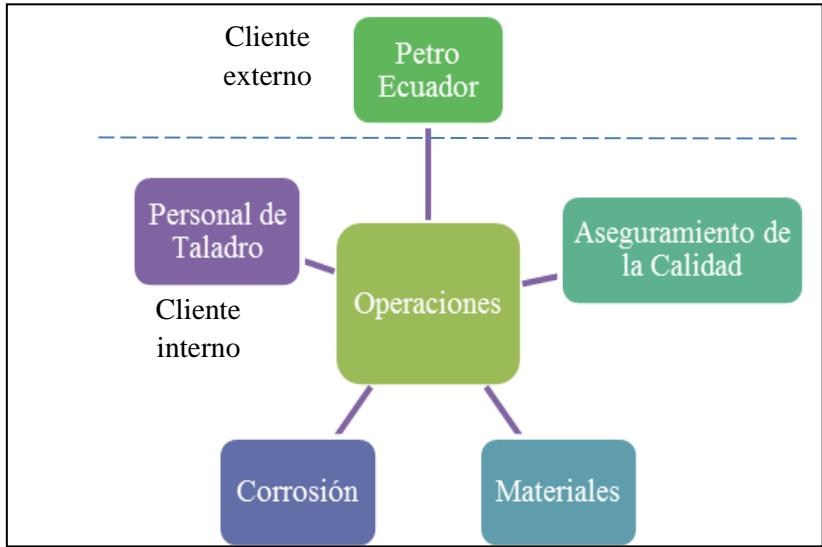 Cliente
externo
Petro
Ecuador
Personal de
Taladro
Aseguramiento de
la Calidad
Operaciones
Cliente
interno
Corrosión
Materiales